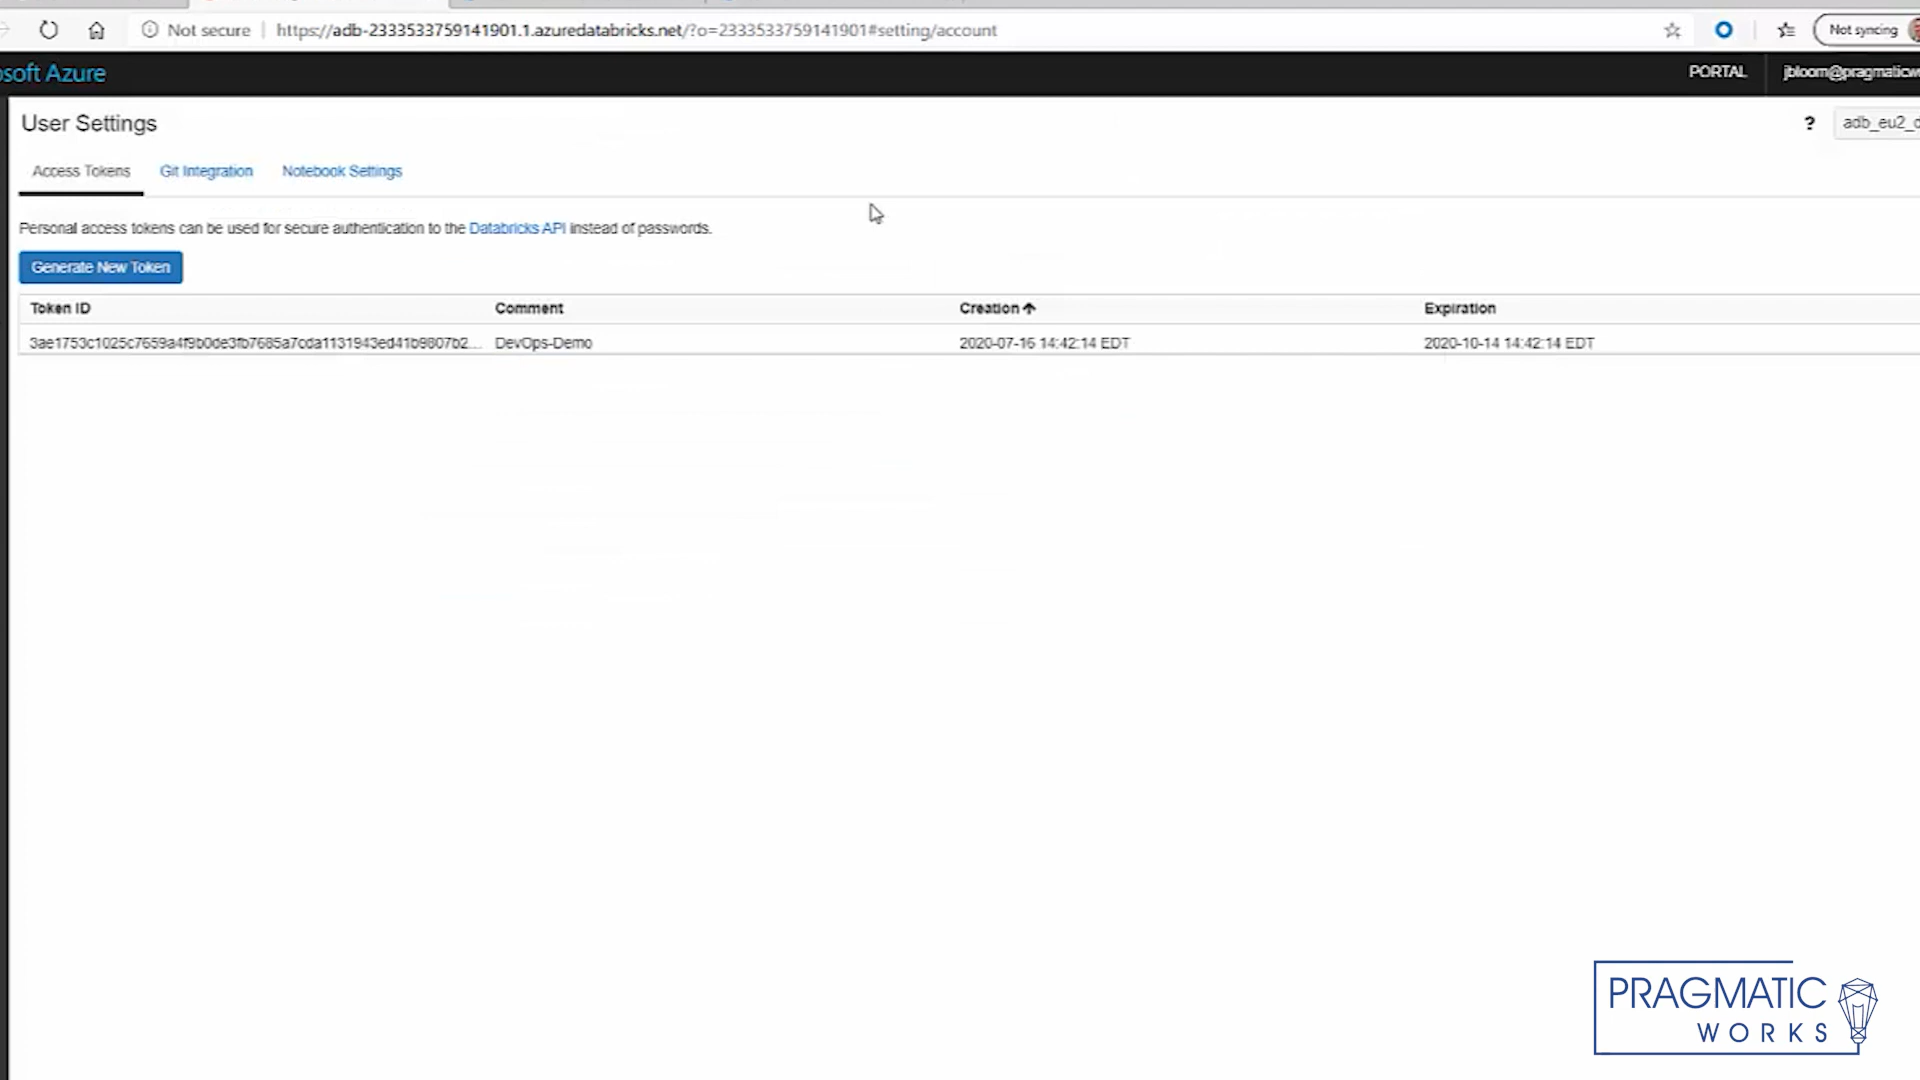 Not secure https://adb-2333533759141901.1.azuredatabricks.net/?o=2333533759141901#setting/account Not syncing
osoft Azure PORTAL jbloom@pragmaticw
User Settings ? adb_eu2_
Access Tokens Git Integration Notebook Settings
Personal access tokens can be used for secure authentication to the Databricks API instead of passwords.
Generate New Token
Token ID Comment Creation Expiration
3ae1753c1025c7659a4f9b0de3fb7685a7cda1131943ed41b9807b2... DevOps-Demo 2020-07-16 14:42:14 EDT 2020-10-14 14:42:14 EDT
PRAGMATIC
WORKS